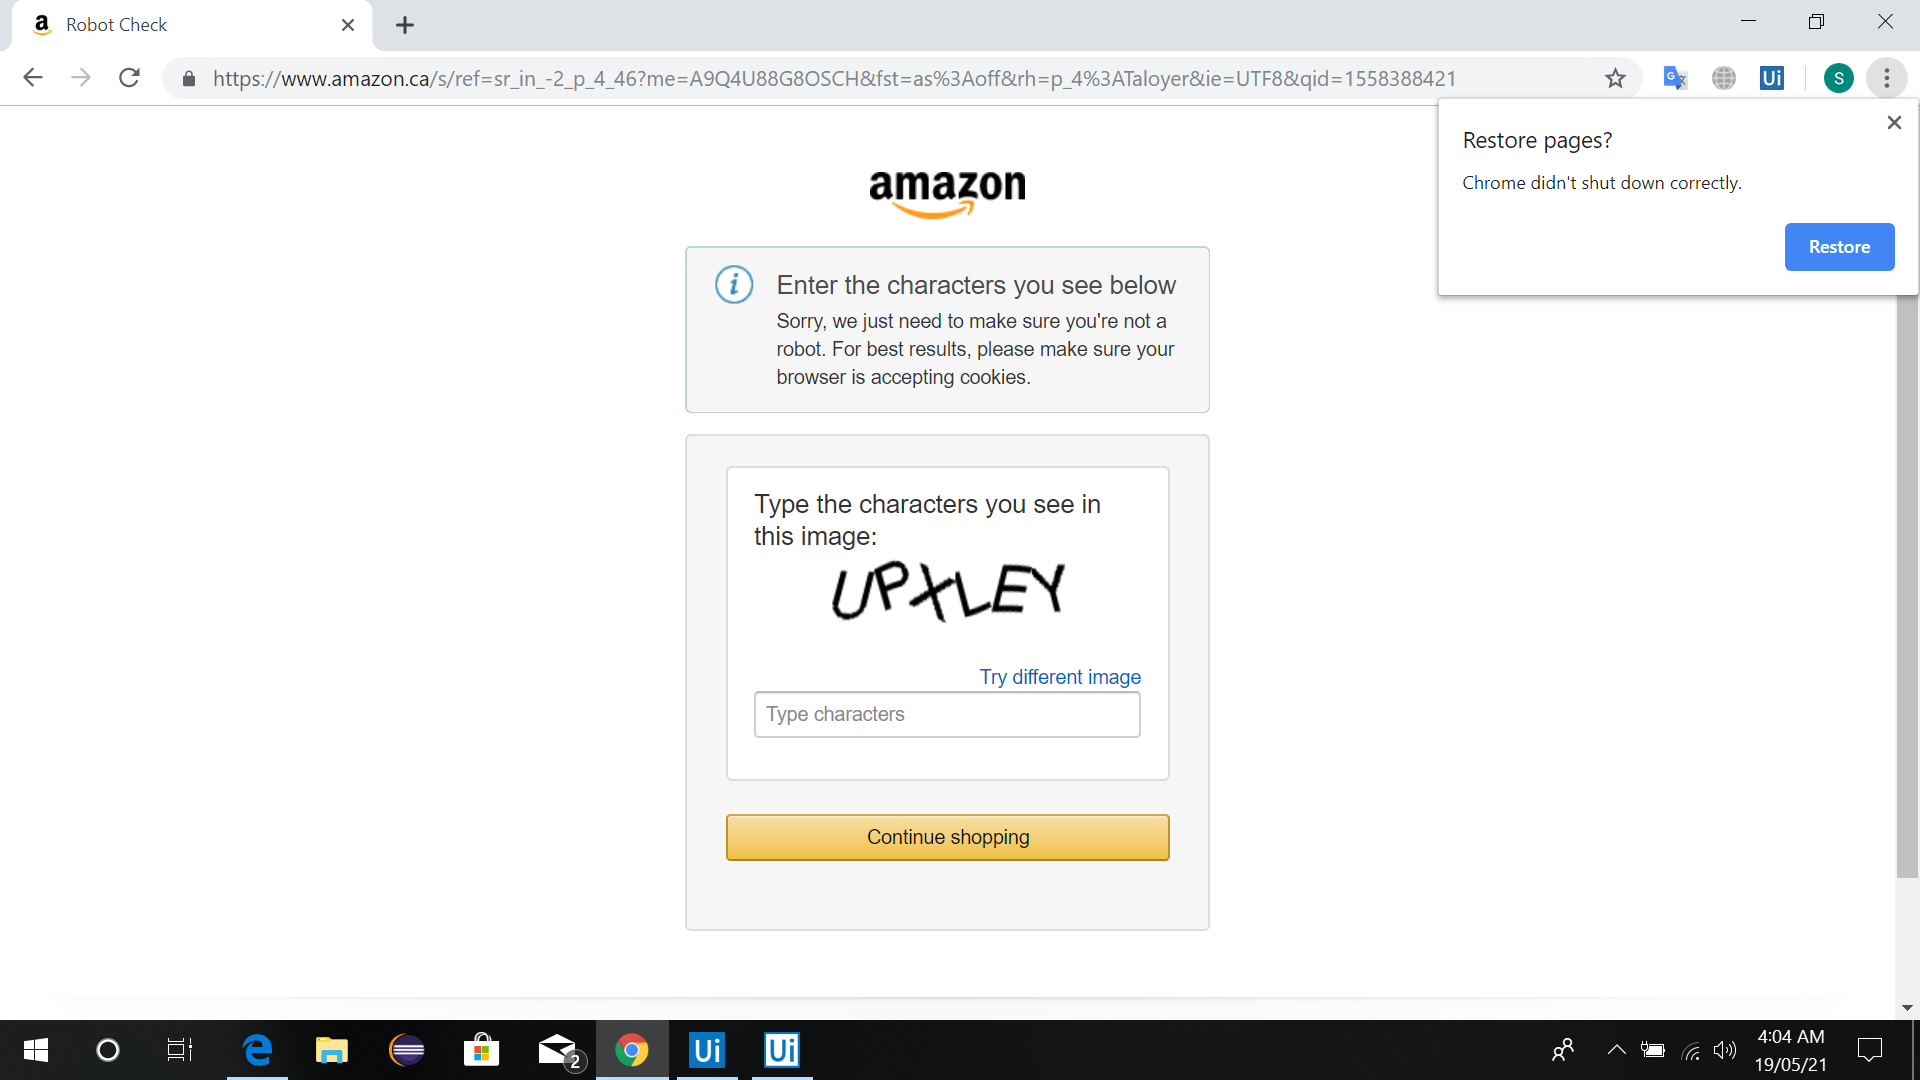 Robot Check
https://www.amazon.ca/s/ref=sr_in_-2_p_4_46?me=A9Q4U88G8OSCH&fst=as%3Aoff&rh=p_4%3ATaloyer&ie=UTF8&qid=1558388421
Ui
S
Restore pages?
Chrome didn't shut down correctly.
Restore
amazon
Enter the characters you see below
Sorry, we just need to make sure you're not a
robot. For best results, please make sure your
browser is accepting cookies.
Type the characters you see in
this image:
UPXLEY
Try different image
Type characters
Continue shopping
2
Ui
Ui
4:04 AM
19/05/21